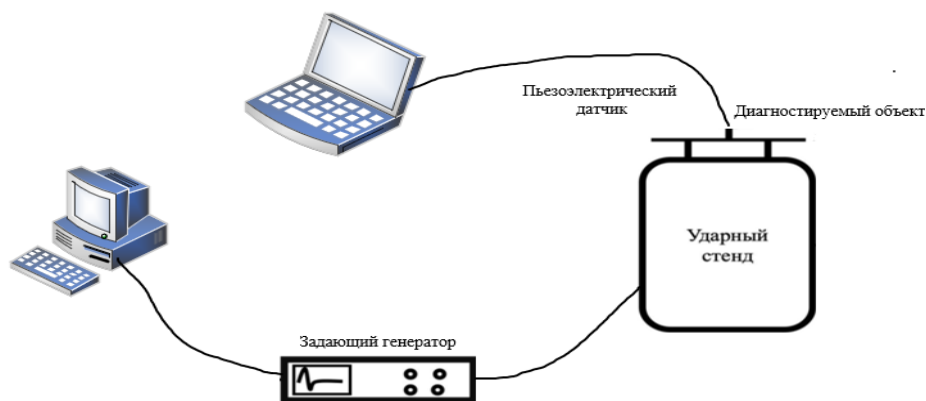 Пьезоэлектрический
датчик
Диагностируемый объект
Ударный
стенд
Задающий генератор